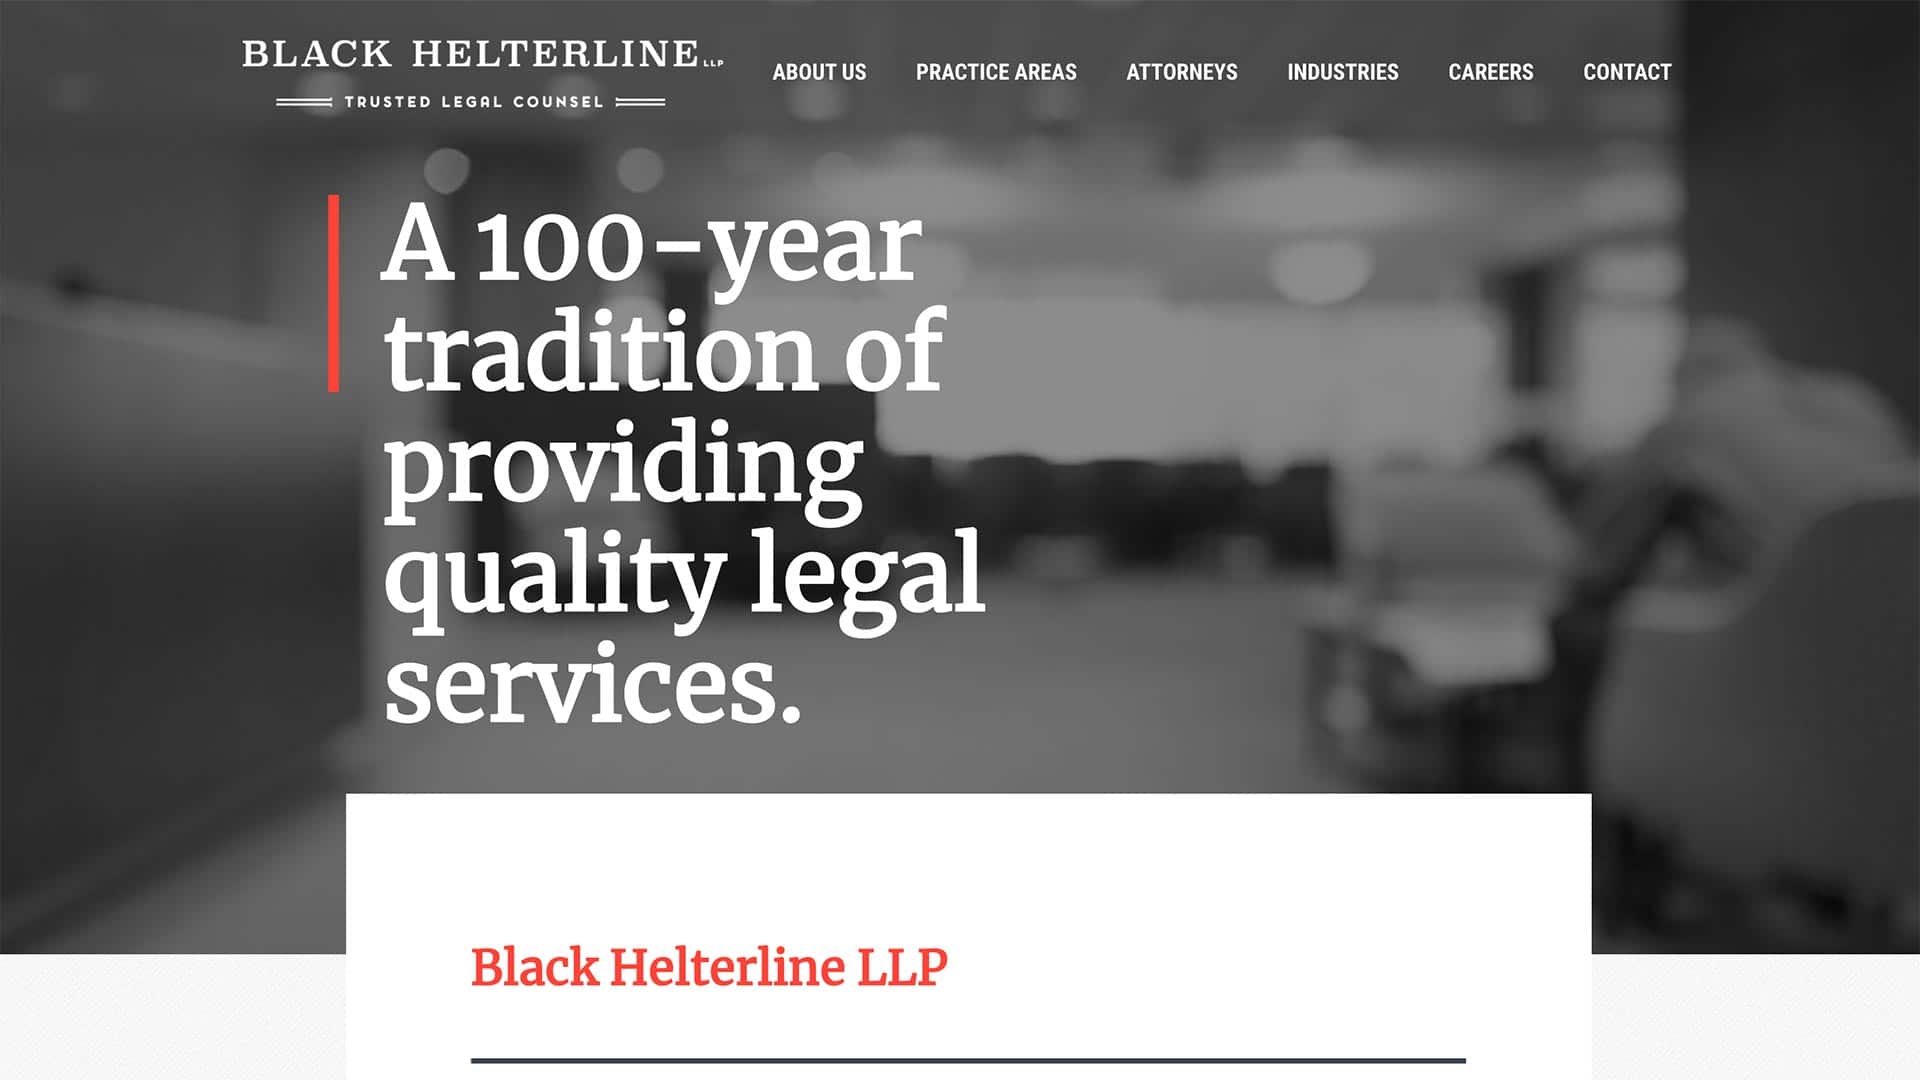 BLACK HELTERLINE LLP
TRUSTED LEGAL COUNSEL
ABOUT US PRACTICE AREAS ATTORNEYS INDUSTRIES CAREERS CONTACT
A 100-year
tradition of
providing
quality legal
services.
Black Helterline LLP